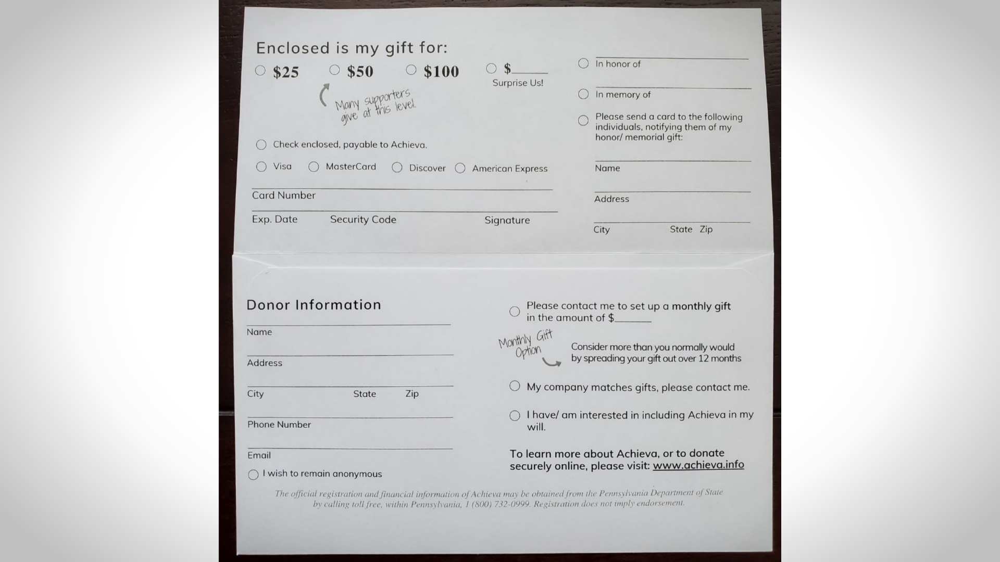 Enclosed is my gift for:
$25 $50 $100 $______
Surprise Us!
Many supporters
give at this level.
Check enclosed, payable to Achieva.
Visa MasterCard Discover American Express
Card Number
Exp. Date Security Code Signature
In honor of
In memory of
Please send a card to the following
individuals, notifying them of my
honor/ memorial gift:
Name
Address
City State Zip
Donor Information
Name
Address
City State Zip
Phone Number
Email
I wish to remain anonymous
Please contact me to set up a monthly gift
in the amount of $______
Monthly Gift
Option
Consider more than you normally would
by spreading your gift out over 12 months
My company matches gifts, please contact me.
I have/ am interested in including Achieva in my
will.
To learn more about Achieva, or to donate
securely online, please visit: www.achieva.info
The official registration and financial information of Achieva may be obtained from the Pennsylvania Department of State
by calling toll free, within Pennsylvania, 1 (800) 732-0999. Registration does not imply endorsement.